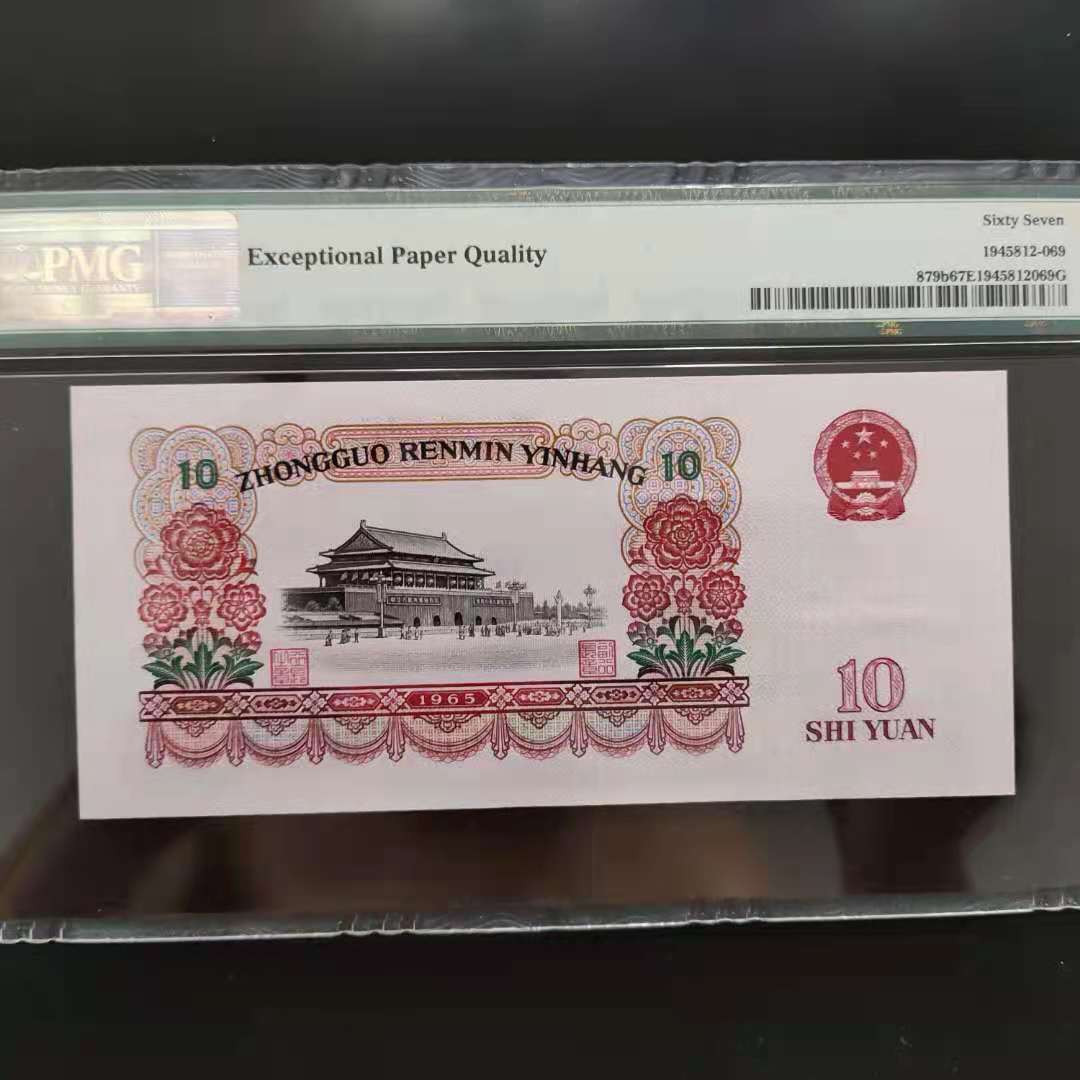 PMG
Exceptional Paper Quality
Sixty Seven
1945812-069
879b67E1945812069G
10 ZHONGGUO RENMIN YINHANG 10
1965
10
SHI YUAN